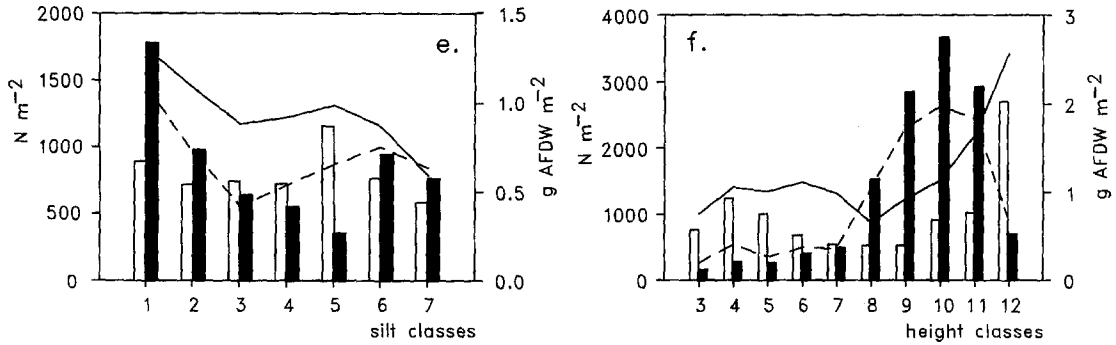 e.
2000
1500
1000
500
0
N m⁻²
1.5
1.0
0.5
0.0
g AFDW m⁻²
1 2 3 4 5 6 7
silt classes
f.
4000
3000
2000
1000
0
N m⁻²
3
2
1
0
g AFDW m⁻²
3 4 5 6 7 8 9 10 11 12
height classes